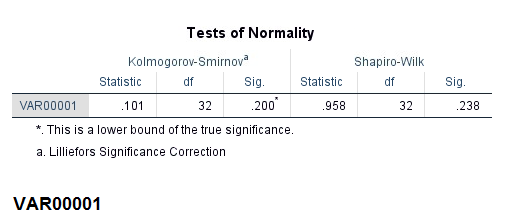 Tests of Normality
Kolmogorov-Smirnovᵃ Shapiro-Wilk
Statistic df Sig. Statistic df Sig.
VAR00001 .101 32 .200* .958 32 .238
*. This is a lower bound of the true significance.
a. Lilliefors Significance Correction
VAR00001